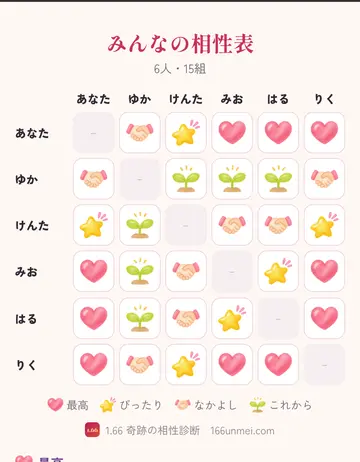 みんなの相性表
6人・15組
あなた ゆか けんた みお はる りく
あなた
ゆか
けんた
みお
はる
りく
最高 ぴったり なかよし これから
1.66 1.66 奇跡の相性診断 166unmei.com
最高